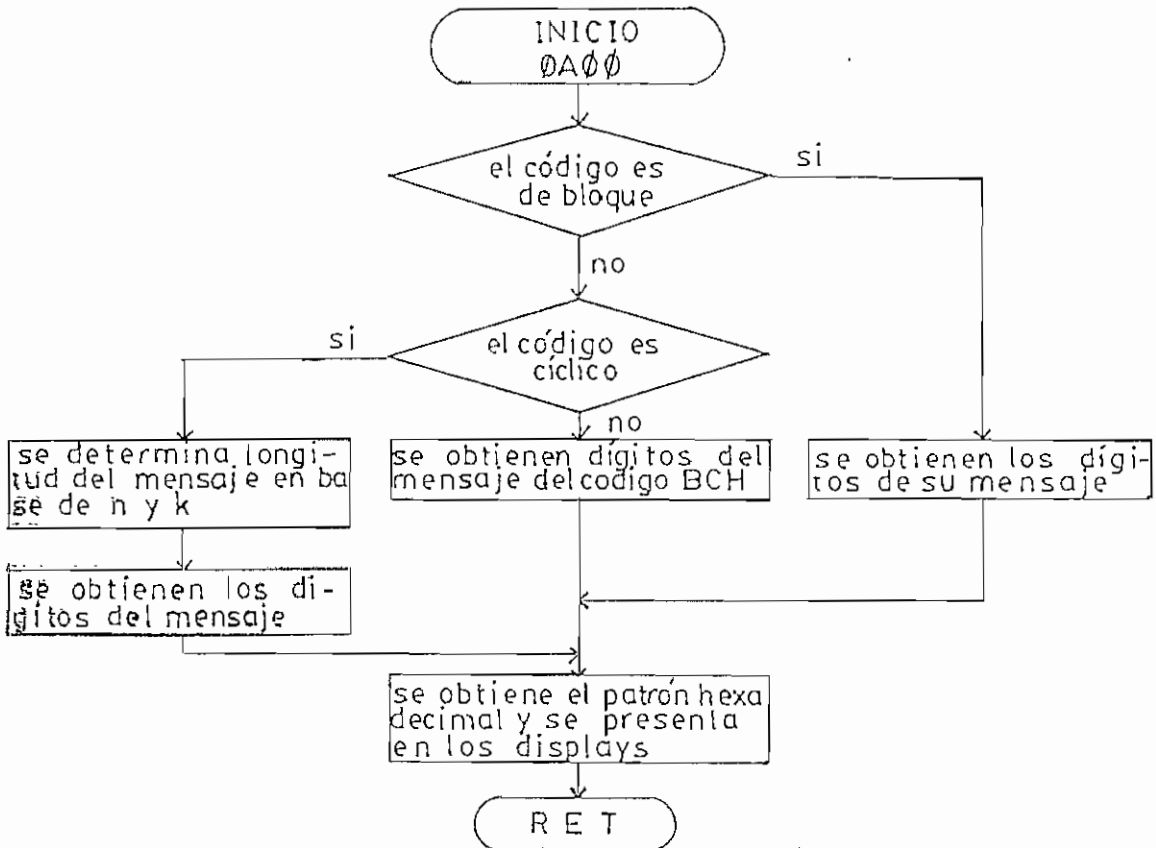 INICIO
ØAØØ
el código es
de bloque
si
no
el código es
cíclico
si
no
se determina longi-
tud del mensaje en ba
se de n y k
se obtienen dígitos del
mensaje del codigo BCH
se obtienen los dígi-
tos de su mensaje
se obtienen los di-
gitos del mensaje
se obtiene el patrón hexa
decimal y se presenta
en los displays
R E T